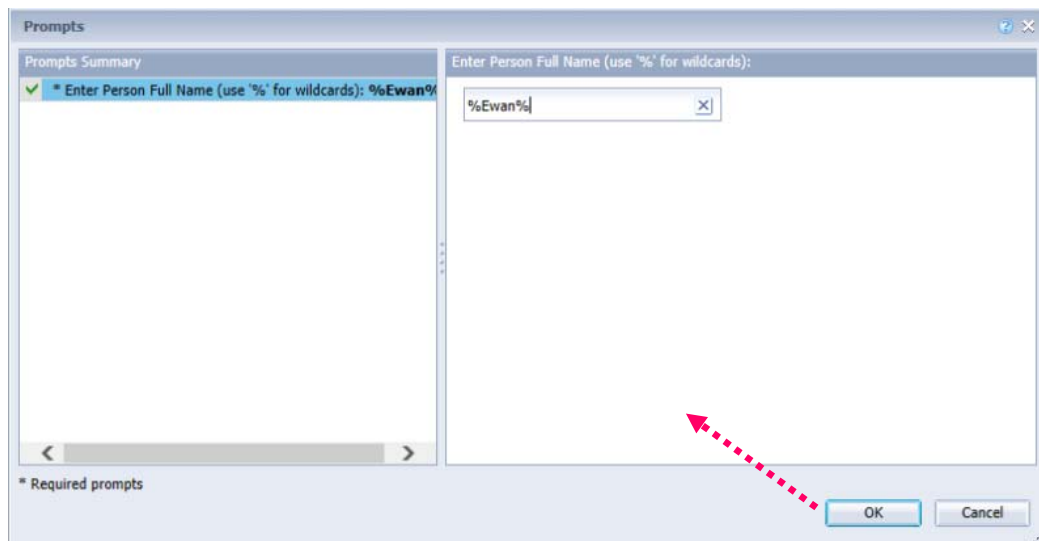 Prompts
Prompts Summary
* Enter Person Full Name (use '%' for wildcards): %Ewan%
Enter Person Full Name (use '%' for wildcards):
%Ewan%
* Required prompts
OK
Cancel